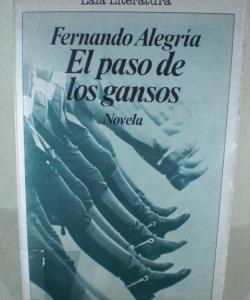 Laia Literatura
Fernando Alegría
El paso de
los gansos
Novela